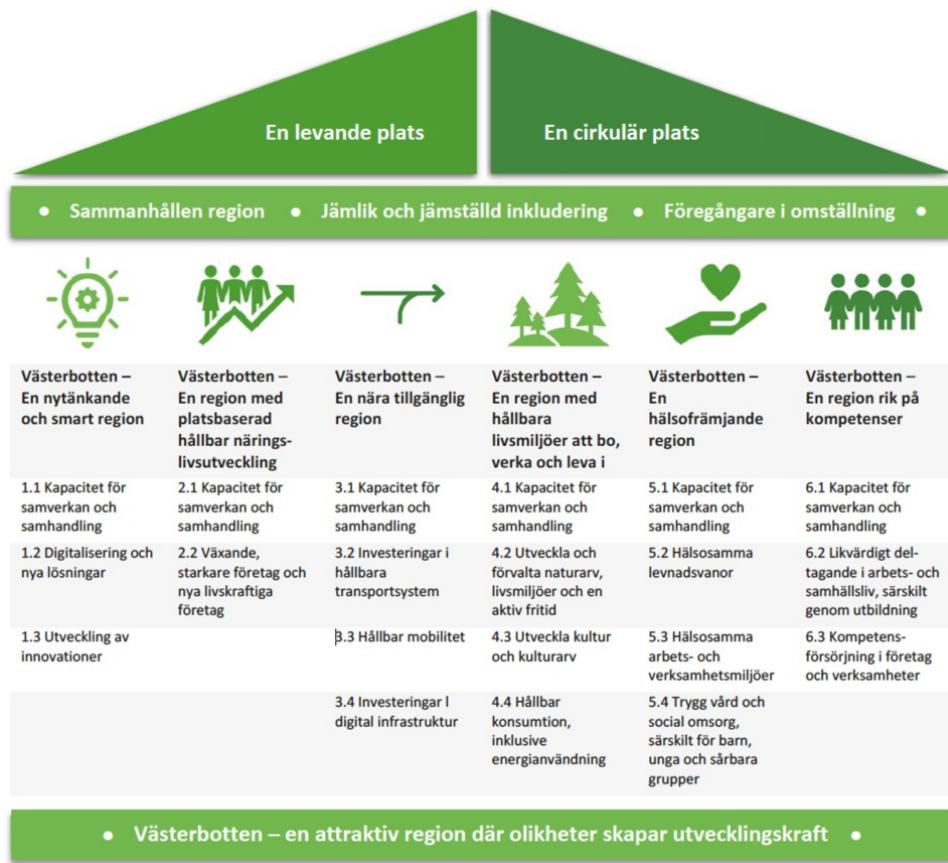 En levande plats
En cirkulär plats
• Sammanhållen region • Jämlik och jämställd inkludering • Föregångare i omställning •
Västerbotten –
En nytänkande
och smart region
Västerbotten –
En region med
platsbaserad
hållbar närings-
livsutveckling
Västerbotten –
En nära tillgänglig
region
Västerbotten –
En region med
hållbara
livsmiljöer att bo,
verka och leva i
Västerbotten –
En
hälsofrämjande
region
Västerbotten –
En region rik på
kompetenser
1.1 Kapacitet för
samverkan och
samhandling
2.1 Kapacitet för
samverkan och
samhandling
3.1 Kapacitet för
samverkan och
samhandling
4.1 Kapacitet för
samverkan och
samhandling
5.1 Kapacitet för
samverkan och
samhandling
6.1 Kapacitet för
samverkan och
samhandling
1.2 Digitalisering och
nya lösningar
2.2 Växande,
starkare företag och
nya livskraftiga
företag
3.2 Investeringar i
hållbara
transportsystem
4.2 Utveckla och
förvalta naturarv,
livsmiljöer och en
aktiv fritid
5.2 Hälsosamma
levnadsvanor
6.2 Likvärdigt del-
tagande i arbets- och
samhällsliv, särskilt
genom utbildning
1.3 Utveckling av
innovationer
3.3 Hållbar mobilitet
4.3 Utveckla kultur
och kulturarv
5.3 Hälsosamma
arbets- och
verksamhetsmiljöer
6.3 Kompetens-
försörjning i företag
och verksamheter
3.4 Investeringar l
digital infrastruktur
4.4 Hållbar
konsumtion,
inklusive
energianvändning
5.4 Trygg vård och
social omsorg,
särskilt för barn,
unga och sårbara
grupper
• Västerbotten – en attraktiv region där olikheter skapar utvecklingskraft •